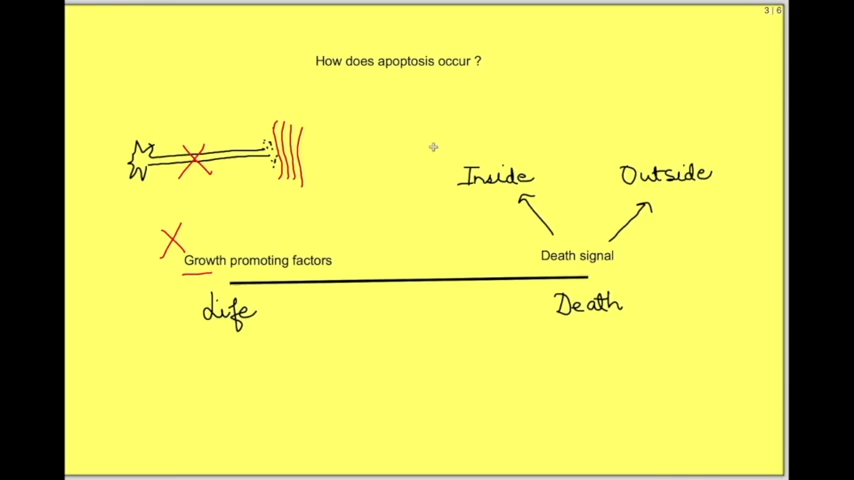 3 | 6
How does apoptosis occur ?
Inside
Outside
X
Growth promoting factors
Death signal
Life
Death